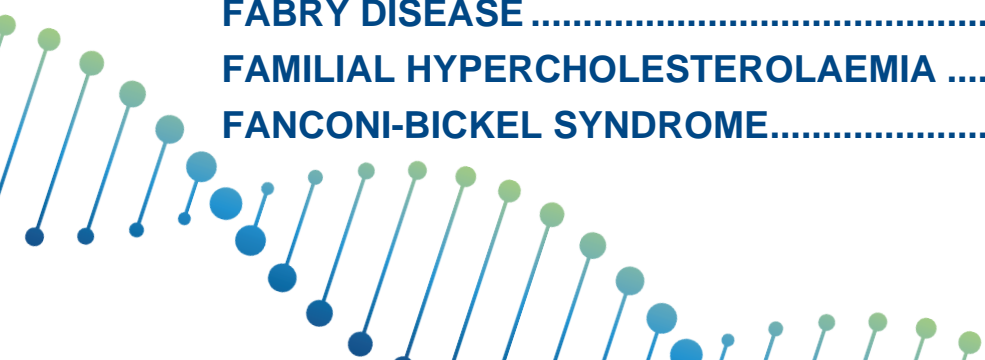 FABRY DISEASE ................................................
FAMILIAL HYPERCHOLESTEROLAEMIA ....
FANCONI-BICKEL SYNDROME.......................